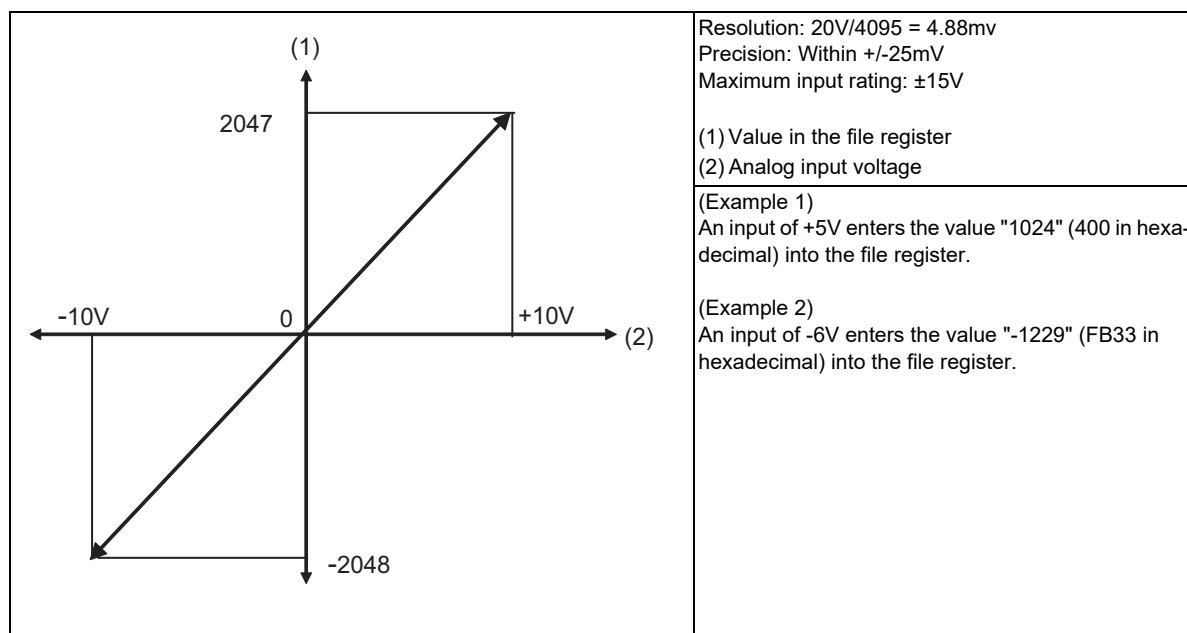 (1)
2047
-10V
0
+10V
(2)
-2048
Resolution: 20V/4095 = 4.88mv
Precision: Within +/-25mV
Maximum input rating: ±15V
(1) Value in the file register
(2) Analog input voltage
(Example 1)
An input of +5V enters the value "1024" (400 in hexa-
decimal) into the file register.
(Example 2)
An input of -6V enters the value "-1229" (FB33 in
hexadecimal) into the file register.